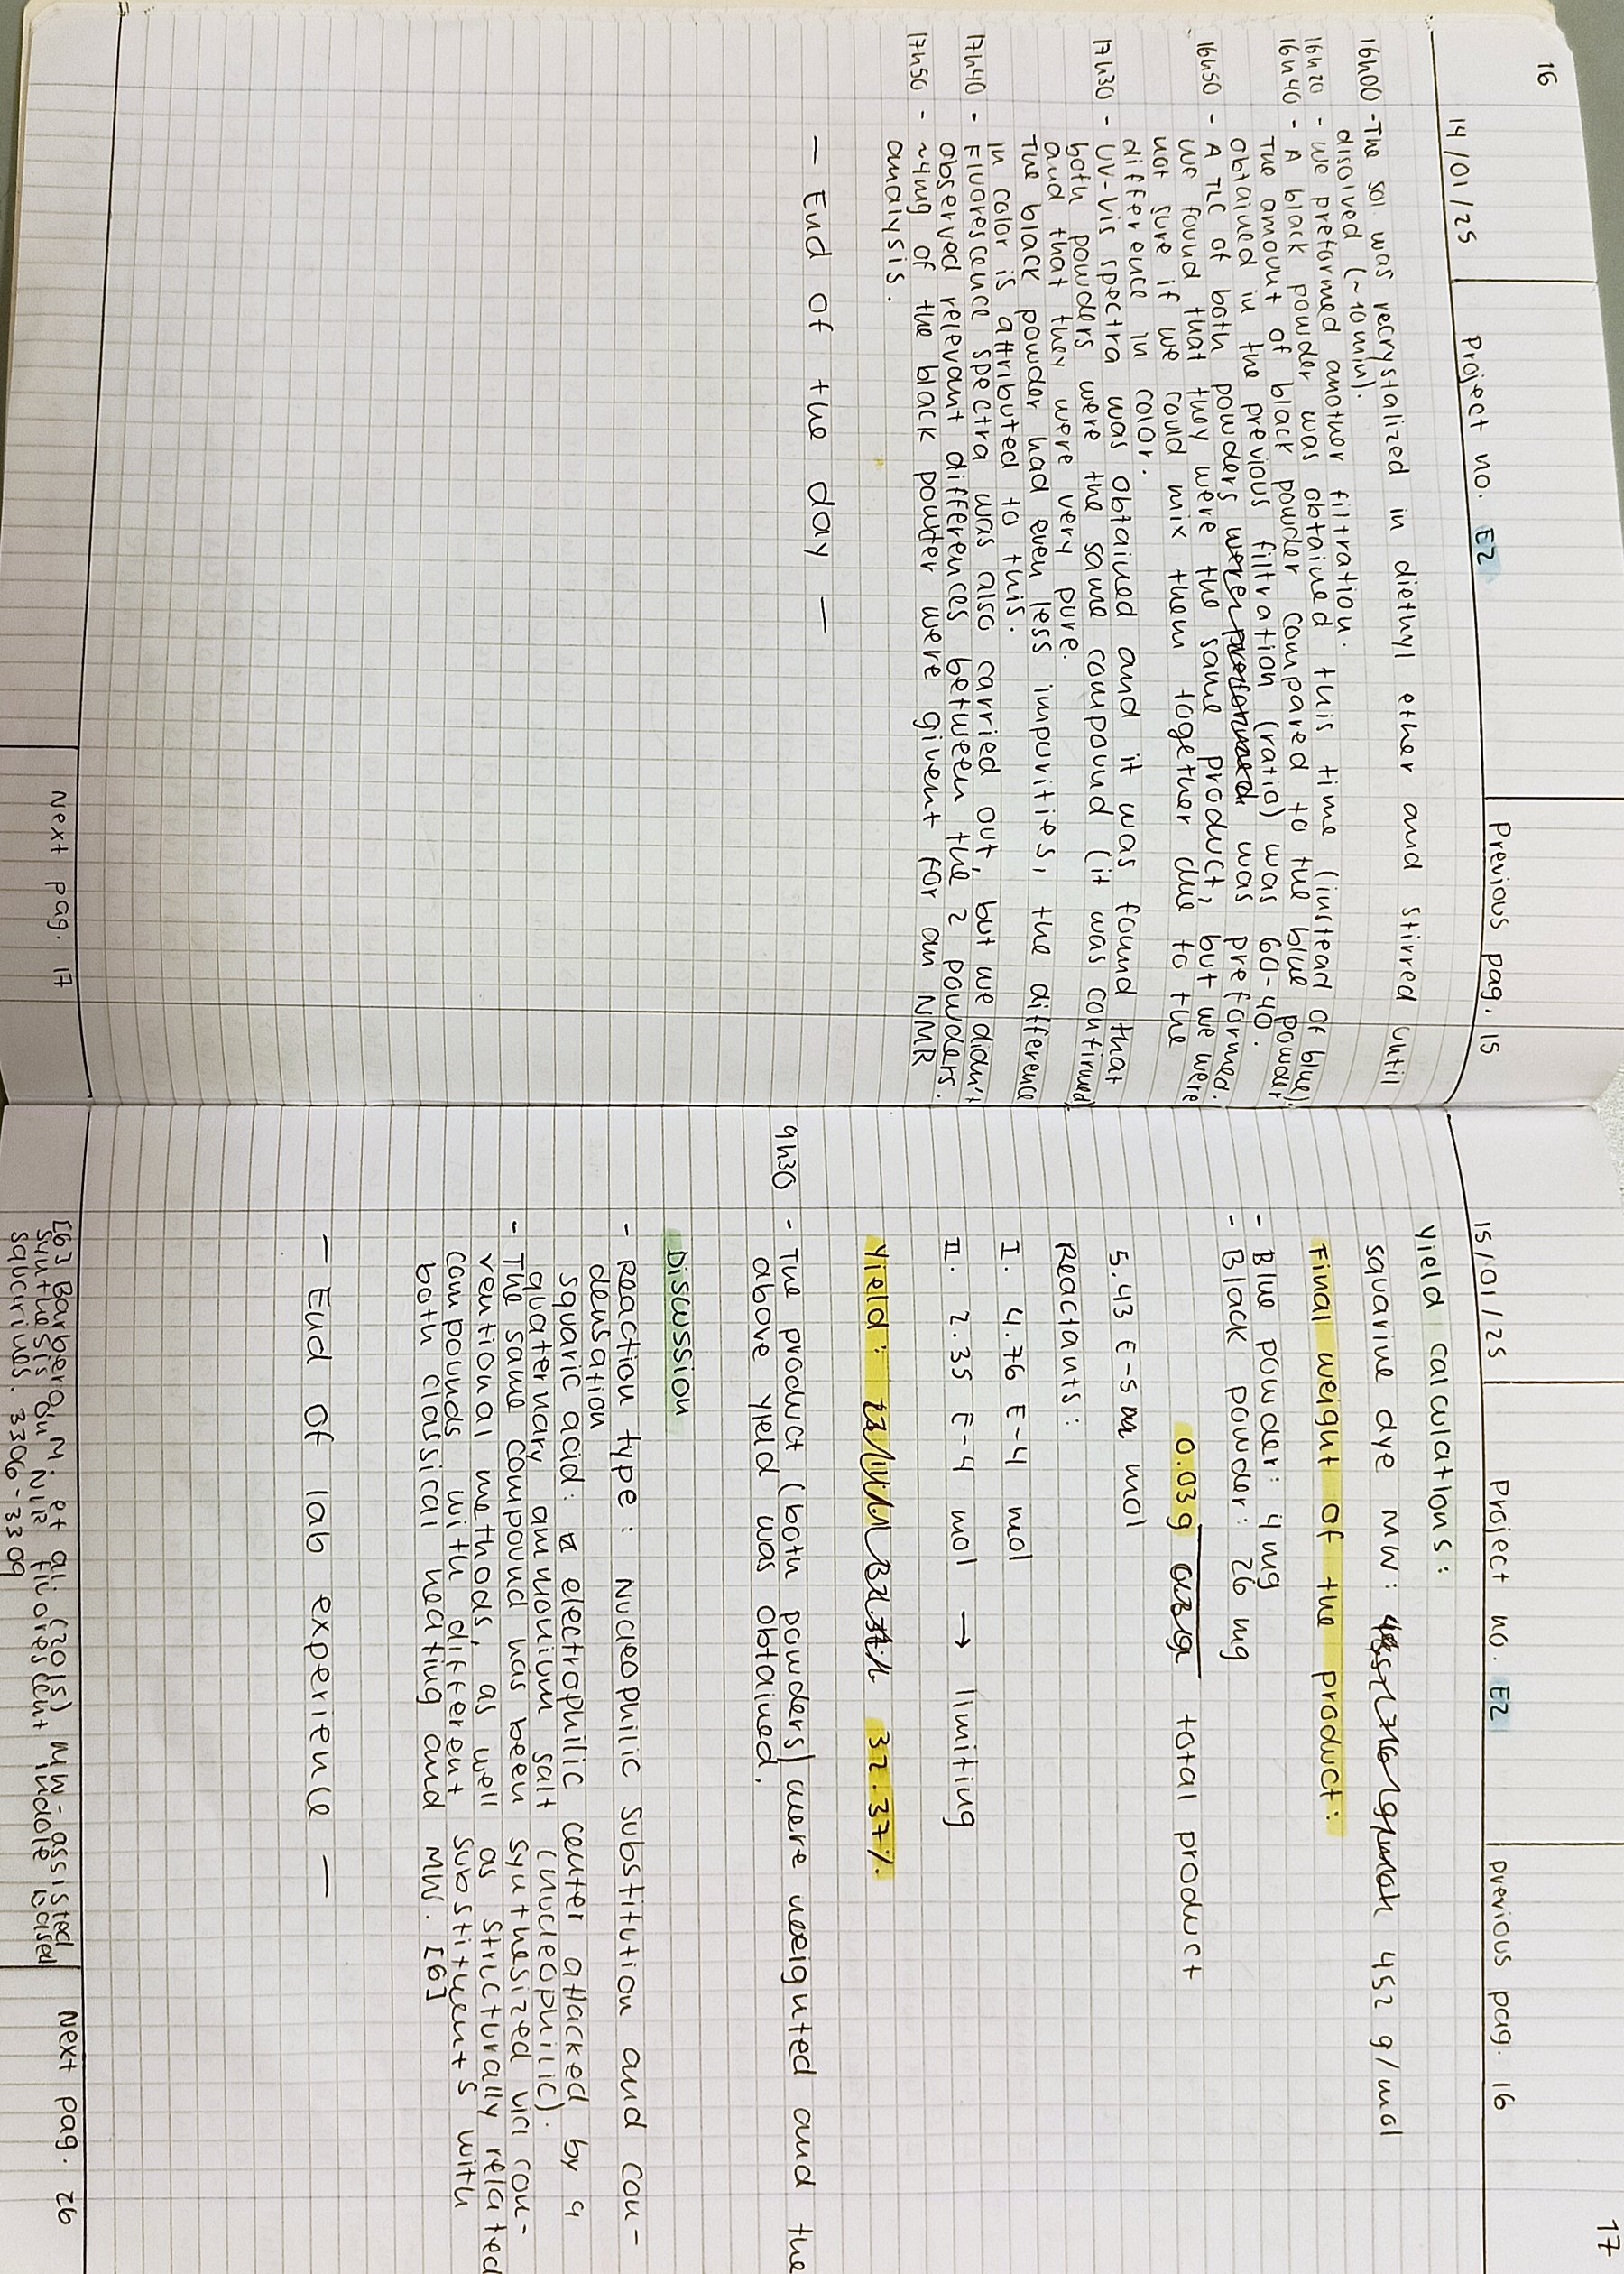 16
14/01/25
Project no. E2
Previous pag. 15
16h00 - The sol. was recrystalized in diethyl ether and stirred until
disolved (~10min).
16h20 - we preformed another filtration.
16h40 - A black powder was obtained this time (instead of blue).
The amount of black powder compared to the blue powder
obtained in the previous filtration (ratio) was 60-40.
16h50 - A TLC of both powders was preformed.
we found that they were the same product, but we were
not sure if we could mix them together due to the
difference in color.
17h30 - UV-Vis spectra was obtained and it was found that
both powders were the same compound (it was confirmed)
and that they were very pure.
The black powder had even less impurities, the difference
in color is attributed to this.
17h40 - Fluorescence spectra was also carried out, but we didn't
observed relevant differences between the 2 powders.
17h50 - ~4mg of the black powder were given for an NMR
analysis.
— End of the day —
Next pag. 17
17
15/01/25
Project no. E2
previous pag. 16
Yield calculations:
squarine dye MW: 452 g/mol
Final weight of the product:
- Blue powder: 4 mg
- Black powder: 26 mg
0.03g total product
5.43 E-5 mol
Reactants:
I. 4.76 E-4 mol
II. 2.35 E-4 mol → limiting
Yield: 32.37%
9h30 - The product (both powders) were weighted and the
above yield was obtained.
Discussion
- Reaction type: Nucleophilic substitution and con-
densation
squaric acid: electrophilic center attacked by a
quaternary ammonium salt (nucleophilic).
- The same compound has been synthesized via con-
ventional methods, as well as structurally related
compounds with different substituents with
both classical heating and MW. [6]
— End of lab experience —
[6] Barbero, M. et al. (2015) MW-assisted
synthesis on NIR fluorescent indole based
squarines. 3306-3309
Next pag. 26